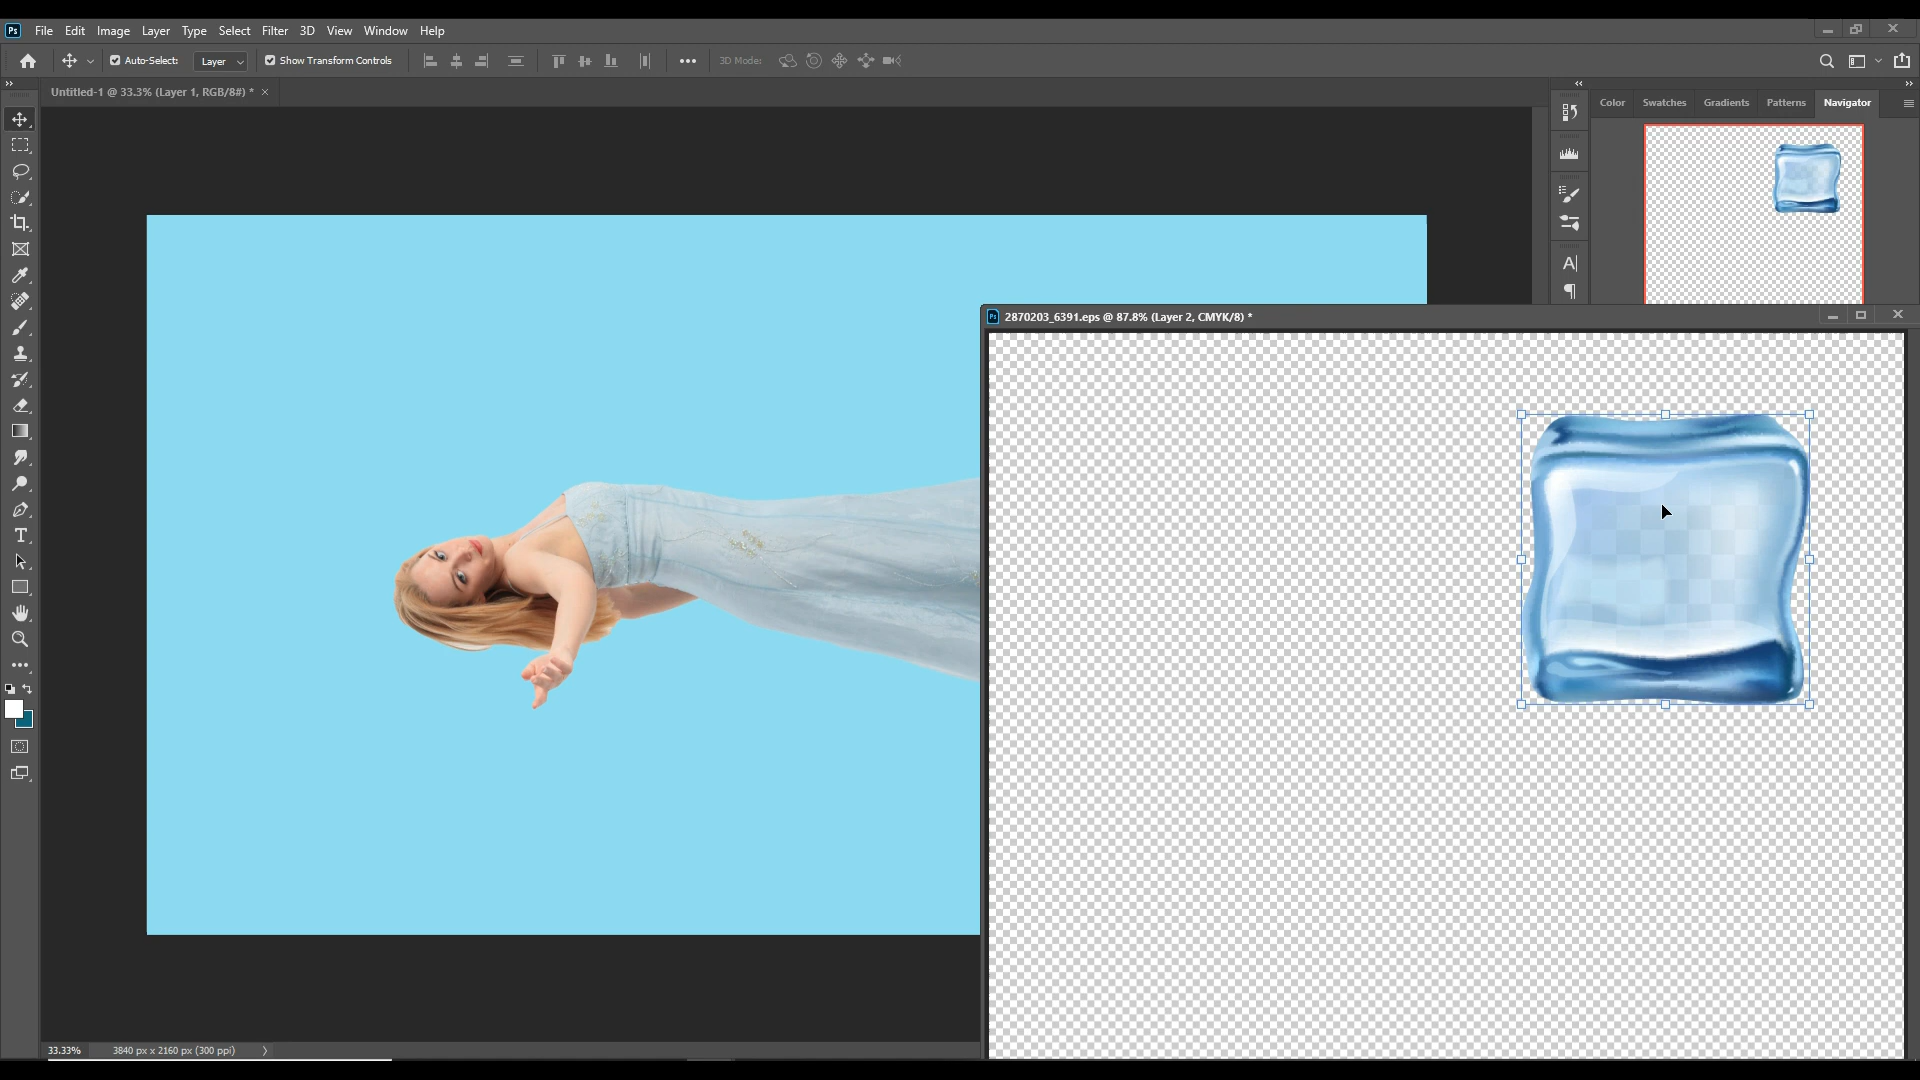 Ps File Edit Image Layer Type Select Filter 3D View Window Help
Auto-Select: Layer Show Transform Controls 3D Mode:
Untitled-1 @ 33.3% (Layer 1, RGB/8#) *
Color Swatches Gradients Patterns Navigator
Ps 2870203_6391.eps @ 87.8% (Layer 2, CMYK/8) *
33.33% 3840 px x 2160 px (300 ppi)